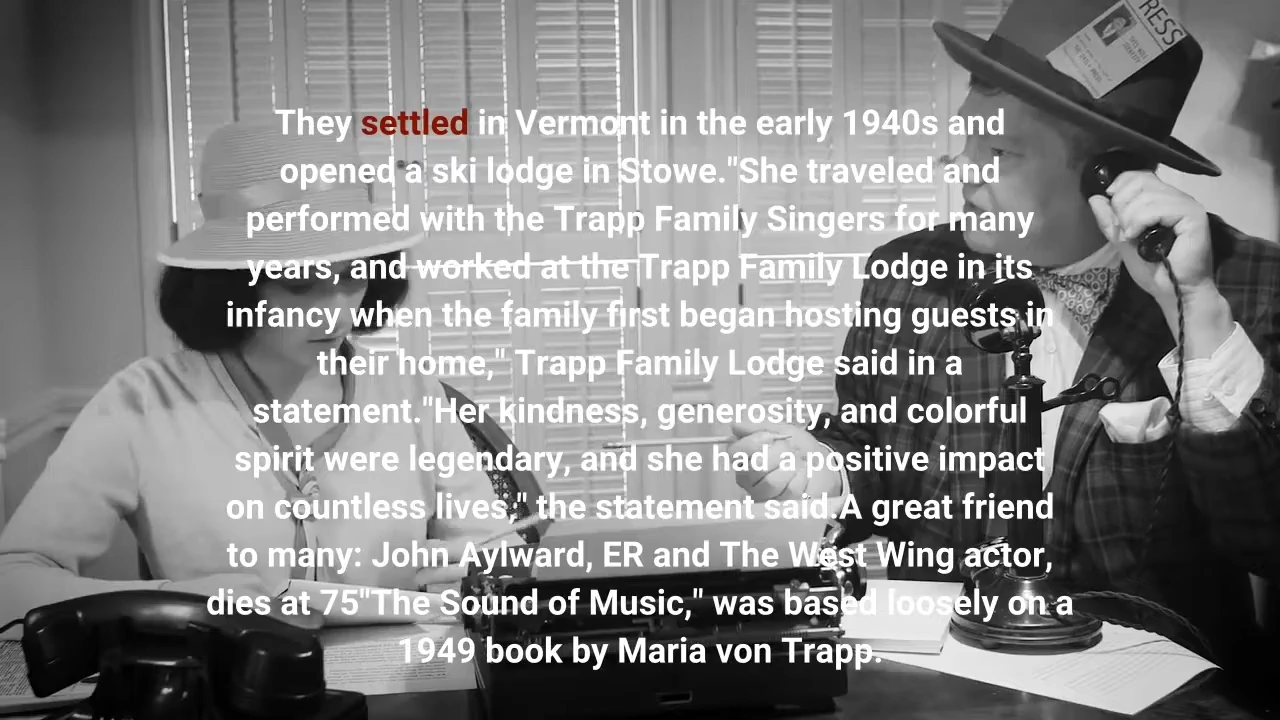 PRESS
They settled in Vermont in the early 1940s and
opened a ski lodge in Stowe."She traveled and
performed with the Trapp Family Singers for many
years, and worked at the Trapp Family Lodge in its
infancy when the family first began hosting guests in
their home," Trapp Family Lodge said in a
statement."Her kindness, generosity, and colorful
spirit were legendary, and she had a positive impact
on countless lives," the statement said.A great friend
to many: John Aylward, ER and The West Wing actor,
dies at 75"The Sound of Music," was based loosely on a
1949 book by Maria von Trapp.